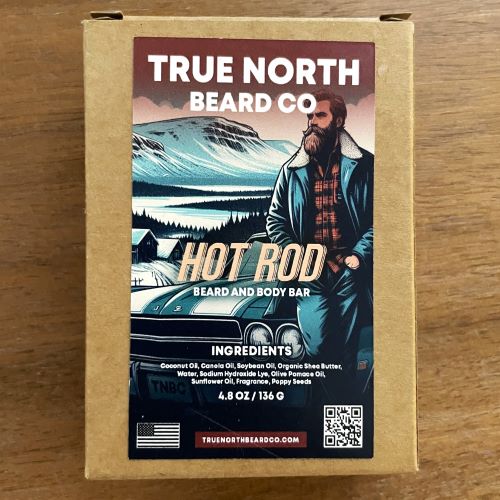 TRUE NORTH
BEARD CO
HOT ROD
BEARD AND BODY BAR
INGREDIENTS
Coconut Oil, Canola Oil, Soybean Oil, Organic Shea Butter,
Water, Sodium Hydroxide Lye, Olive Pomace Oil,
Sunflower Oil, Fragrance, Poppy Seeds
4.8 OZ / 136 G
TNBC
TRUENORTHBEARDCO.COM